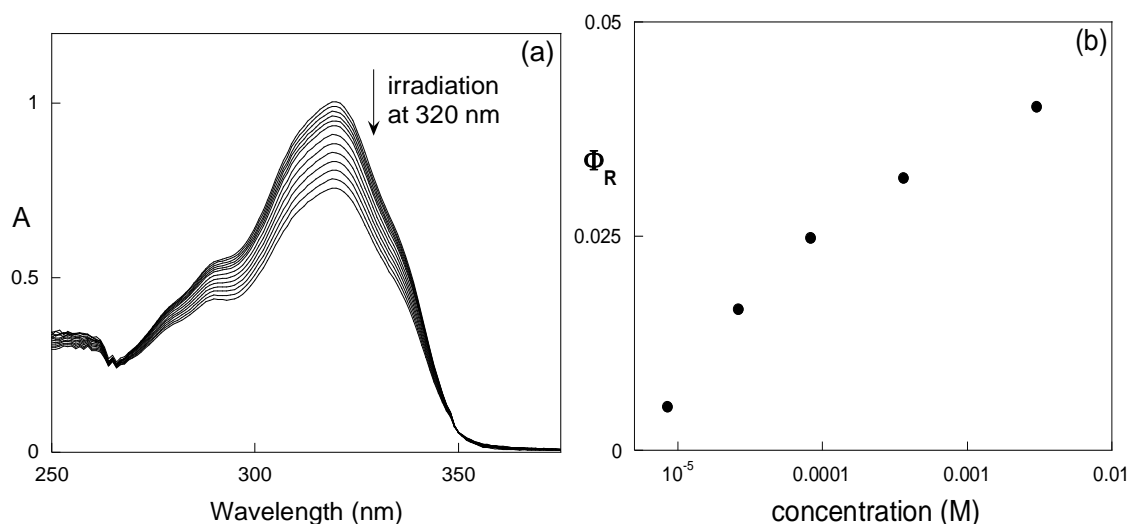 (a)
irradiation
at 320 nm
1
A
0.5
0
250
300
350
Wavelength (nm)
(b)
0.05
Φ_R
0.025
0
10⁻⁵
0.0001
0.001
0.01
concentration (M)